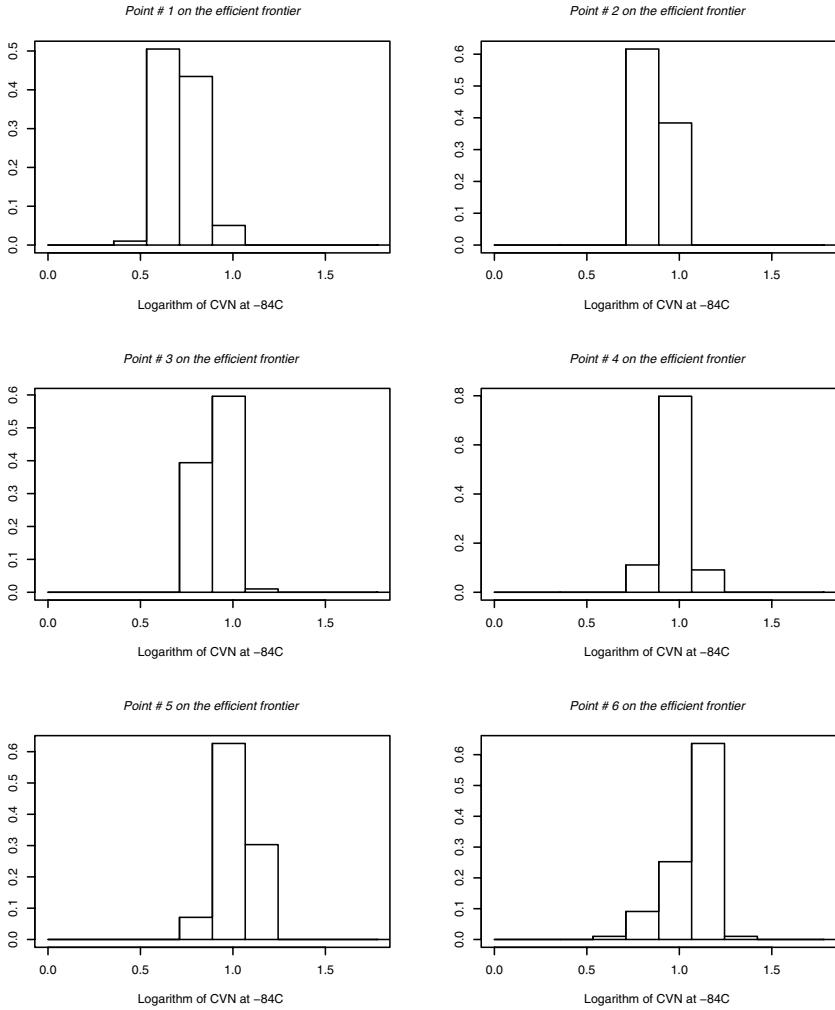 Point # 1 on the efficient frontier
0.0 0.1 0.2 0.3 0.4 0.5
0.0 0.5 1.0 1.5
Logarithm of CVN at −84C
Point # 2 on the efficient frontier
0.0 0.1 0.2 0.3 0.4 0.5 0.6
0.0 0.5 1.0 1.5
Logarithm of CVN at −84C
Point # 3 on the efficient frontier
0.0 0.1 0.2 0.3 0.4 0.5 0.6
0.0 0.5 1.0 1.5
Logarithm of CVN at −84C
Point # 4 on the efficient frontier
0.0 0.2 0.4 0.6 0.8
0.0 0.5 1.0 1.5
Logarithm of CVN at −84C
Point # 5 on the efficient frontier
0.0 0.1 0.2 0.3 0.4 0.5 0.6
0.0 0.5 1.0 1.5
Logarithm of CVN at −84C
Point # 6 on the efficient frontier
0.0 0.1 0.2 0.3 0.4 0.5 0.6
0.0 0.5 1.0 1.5
Logarithm of CVN at −84C